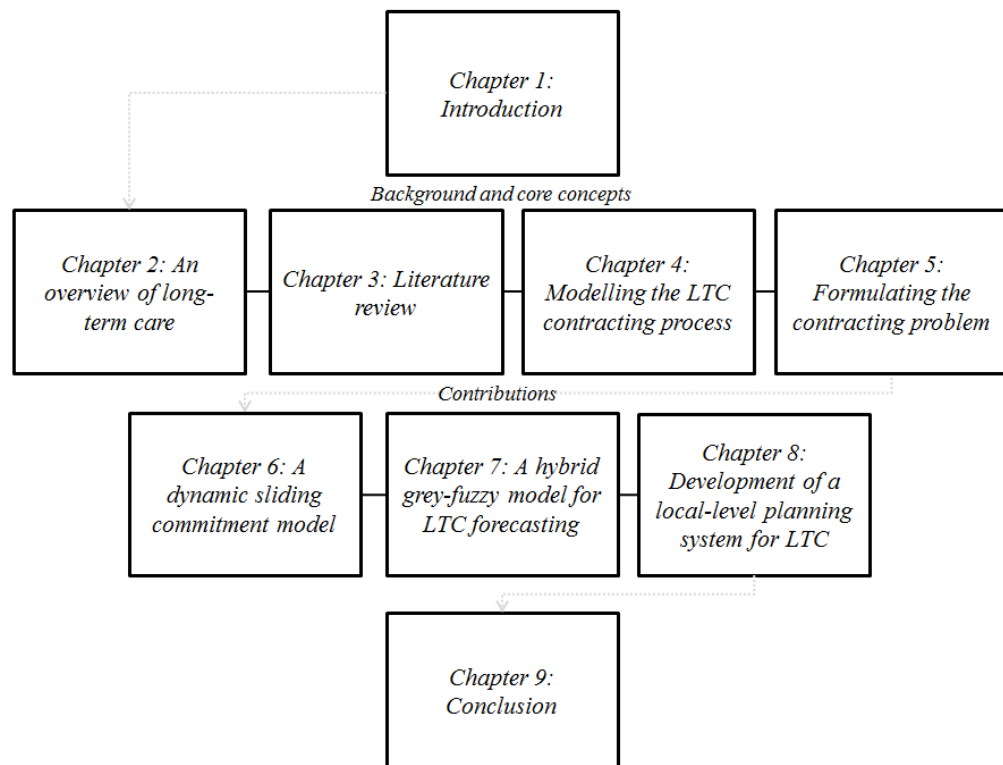 Chapter 1:
Introduction
Background and core concepts
Chapter 2: An
overview of long-
term care
Chapter 3: Literature
review
Chapter 4:
Modelling the LTC
contracting process
Chapter 5:
Formulating the
contracting problem
Contributions
Chapter 6: A
dynamic sliding
commitment model
Chapter 7: A hybrid
grey-fuzzy model for
LTC forecasting
Chapter 8:
Development of a
local-level planning
system for LTC
Chapter 9:
Conclusion